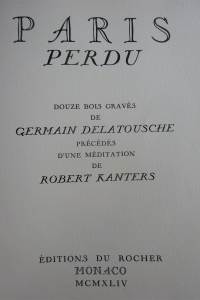 PARIS
PERDU
DOUZE BOIS GRAVÉS
DE
GERMAIN DELATOUSCHE
PRÉCÉDÉS
D'UNE MÉDITATION
DE
ROBERT KANTERS
ÉDITIONS DU ROCHER
MONACO
MCMXLIV